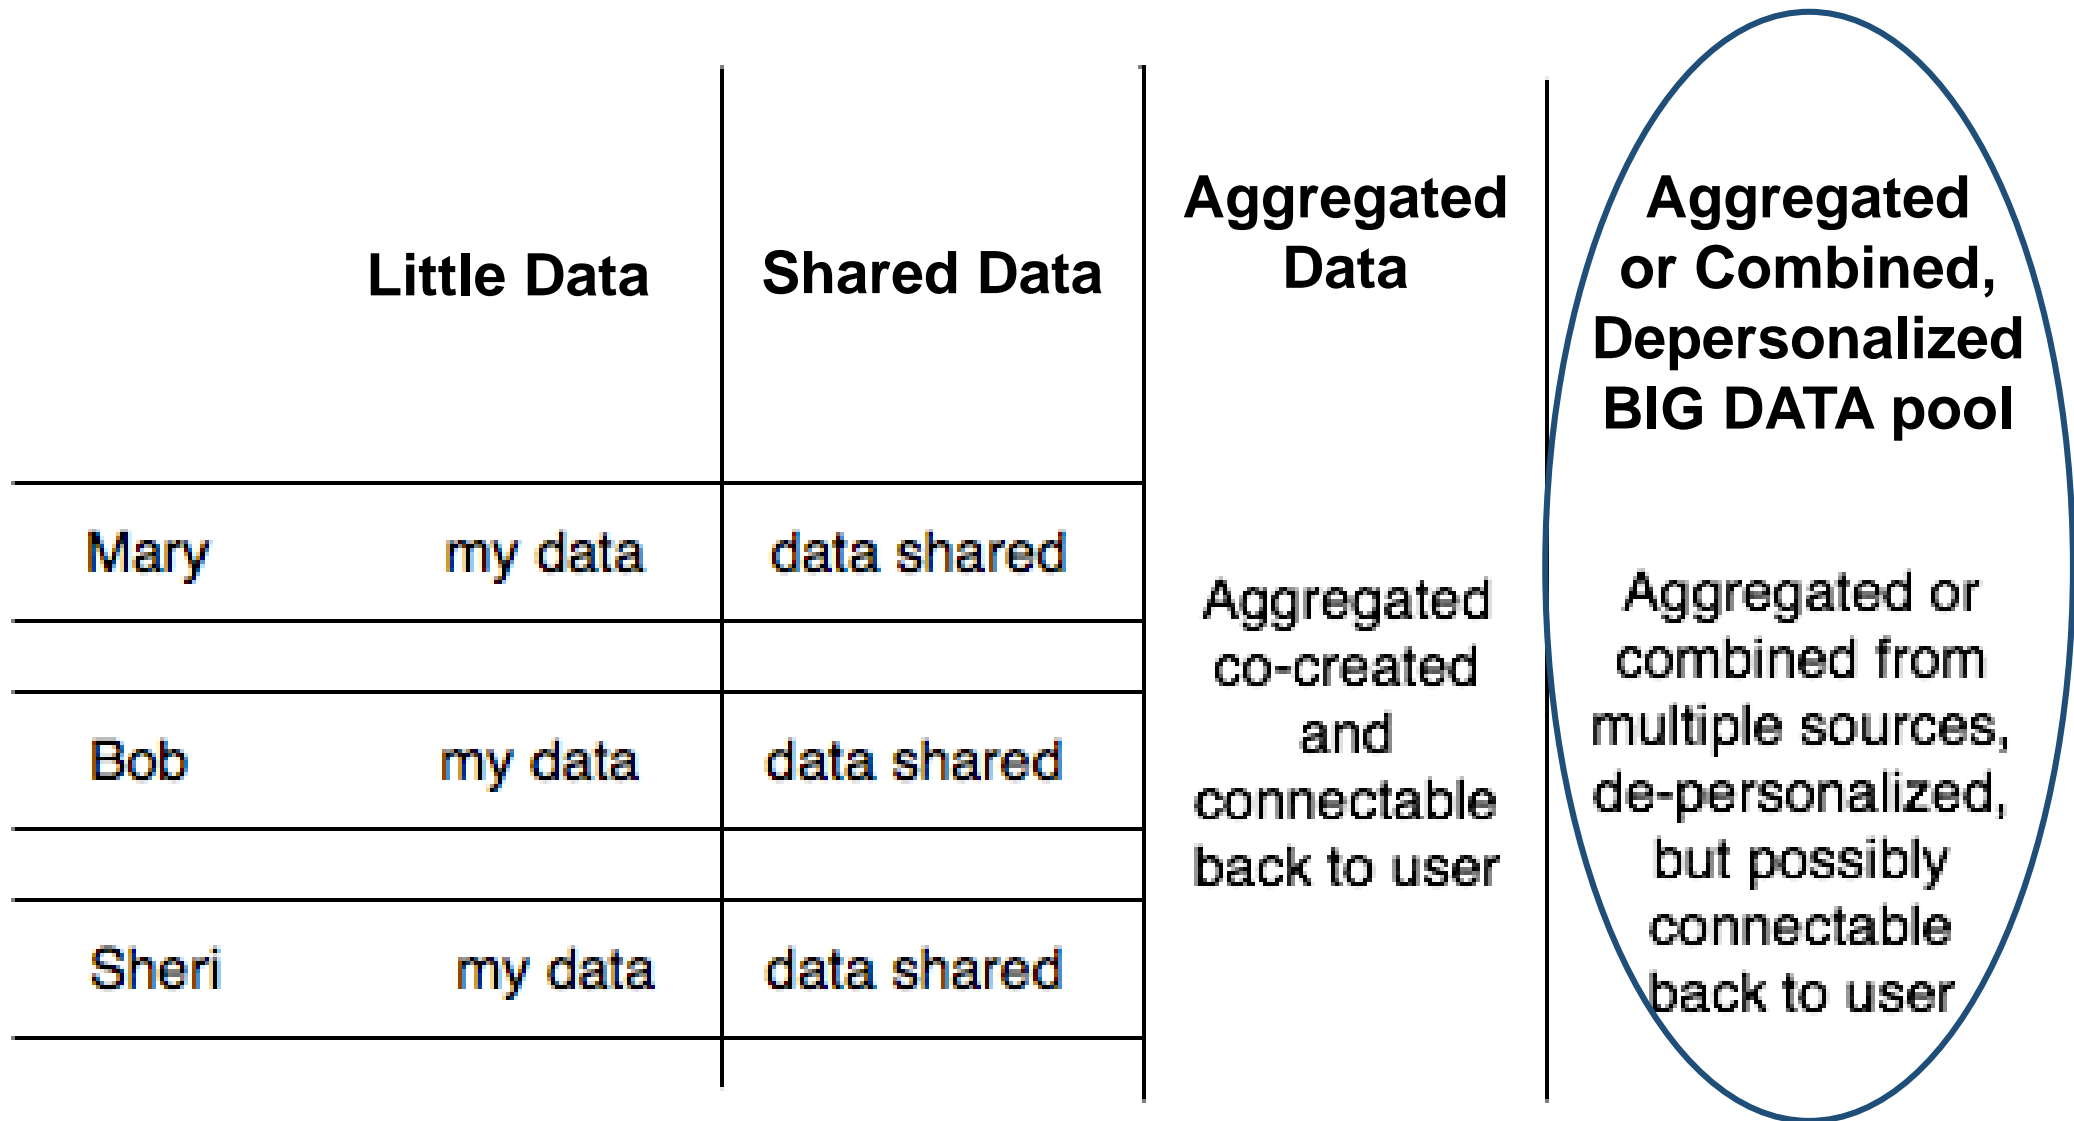 Little Data
Shared Data
Aggregated
Data
Aggregated
or Combined,
Depersonalized
BIG DATA pool
Mary
my data
data shared
Bob
my data
data shared
Sheri
my data
data shared
Aggregated
co-created
and
connectable
back to user
Aggregated or
combined from
multiple sources,
de-personalized,
but possibly
connectable
back to user